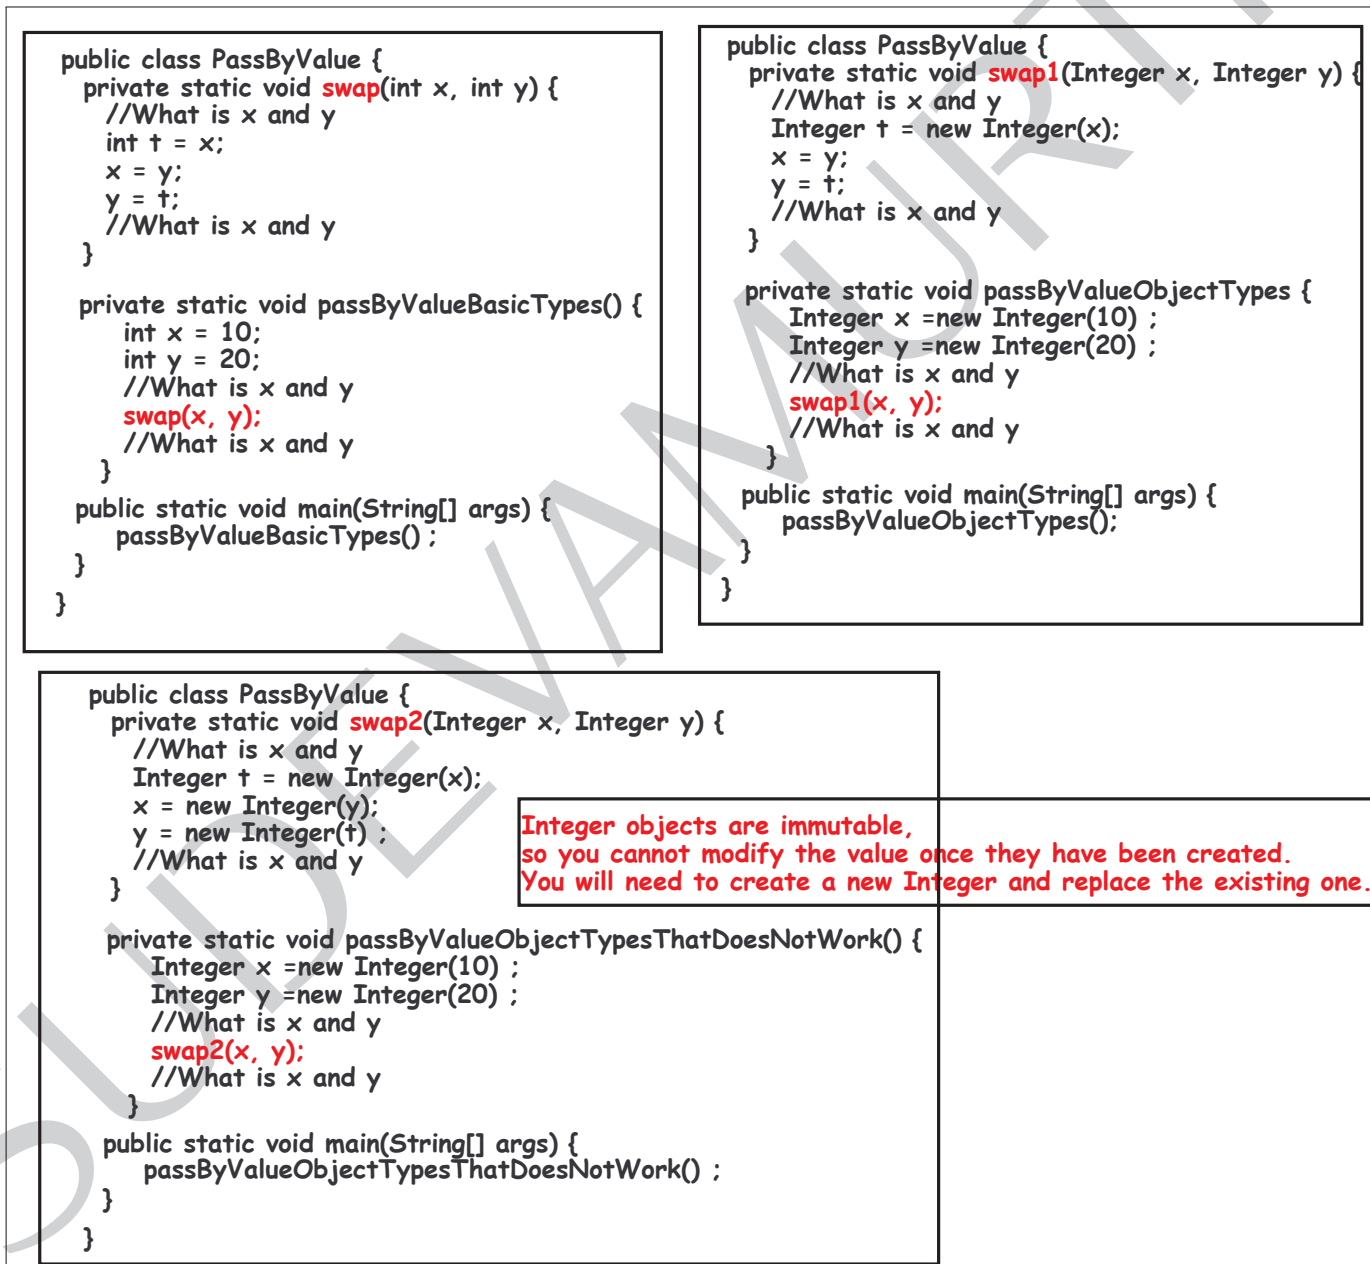 public class PassByValue {
private static void swap(int x, int y) {
//What is x and y
int t = x;
x = y;
y = t;
//What is x and y
}
private static void passByValueBasicTypes() {
int x = 10;
int y = 20;
//What is x and y
swap(x, y);
//What is x and y
}
public static void main(String[] args) {
passByValueBasicTypes() ;
}
}
public class PassByValue {
private static void swap1(Integer x, Integer y) {
//What is x and y
Integer t = new Integer(x);
x = y;
y = t;
//What is x and y
}
private static void passByValueObjectTypes {
Integer x =new Integer(10) ;
Integer y =new Integer(20) ;
//What is x and y
swap1(x, y);
//What is x and y
}
public static void main(String[] args) {
passByValueObjectTypes();
}
}
public class PassByValue {
private static void swap2(Integer x, Integer y) {
//What is x and y
Integer t = new Integer(x);
x = new Integer(y);
y = new Integer(t) ;
//What is x and y
}
Integer objects are immutable,
so you cannot modify the value once they have been created.
You will need to create a new Integer and replace the existing one.
private static void passByValueObjectTypesThatDoesNotWork() {
Integer x =new Integer(10) ;
Integer y =new Integer(20) ;
//What is x and y
swap2(x, y);
//What is x and y
}
public static void main(String[] args) {
passByValueObjectTypesThatDoesNotWork() ;
}
}
SUDEVAMURT